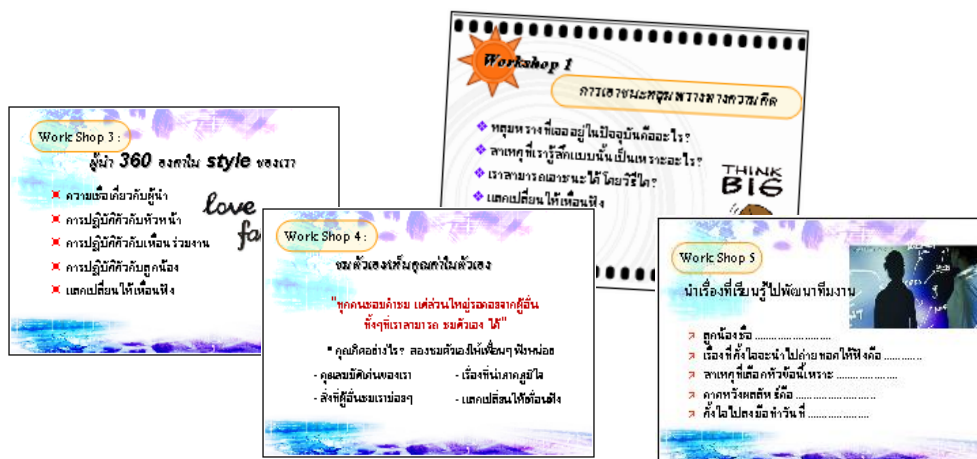 Workshop 1
การเอาชนะหลุมพรางทางความคิด
หลุมพรางที่เจออยู่ในปัจจุบันคืออะไร?
สาเหตุที่เรารู้สึกแบบนั้นเป็นเพราะอะไร?
เราสามารถเอาชนะได้โดยวิธีใด?
แลกเปลี่ยนให้เพื่อนฟัง
THINK
BIG
Work Shop 3 :
ผู้นำ 360 องศาใน style ของเรา
ความเชื่อเกี่ยวกับผู้นำ
การปฏิบัติตัวกับหัวหน้า
การปฏิบัติตัวกับเพื่อนร่วมงาน
การปฏิบัติตัวกับลูกน้อง
แลกเปลี่ยนให้เพื่อนฟัง
love
Work Shop 4 :
ชมตัวเองเห็นคุณค่าในตัวเอง
"ทุกคนชอบคำชม แต่ส่วนใหญ่รอคอยจากผู้อื่น
ทั้งๆที่เราสามารถ ชมตัวเอง ได้"
คุณคิดอย่างไร? ลองชมตัวเองให้เพื่อนๆ ฟังหน่อย
- คุณสมบัติเด่นของเรา - เรื่องที่น่าภาคภูมิใจ
- สิ่งที่ผู้อื่นชมเราบ่อยๆ - แลกเปลี่ยนให้เพื่อนฟัง
Work Shop 5
นำเรื่องที่เรียนรู้ไปพัฒนาทีมงาน
ลูกน้องชื่อ ........................
เรื่องที่ตั้งใจจะนำไปถ่ายทอดให้ฟังคือ ............
สาเหตุที่เลือกหัวข้อนี้เพราะ ...................
คาดหวังผลลัพธ์คือ .........................
ตั้งใจไปลงมือทำวันที่ ...................